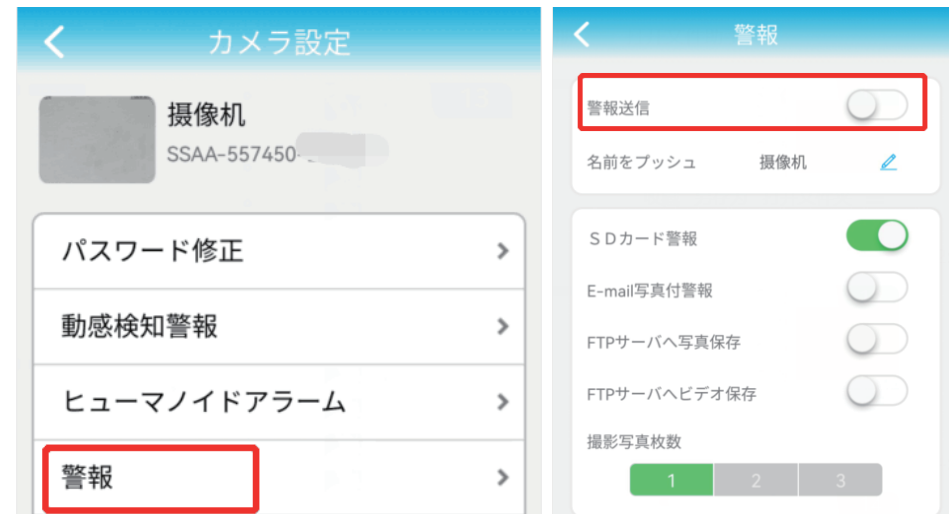 カメラ設定
摄像机
SSAA-557450-
パスワード修正
動感検知警報
ヒューマノイドアラーム
警報
警報
警報送信
名前をプッシュ 摄像机
SDカード警報
E-mail写真付警報
FTPサーバへ写真保存
FTPサーバへビデオ保存
撮影写真枚数
1 2 3